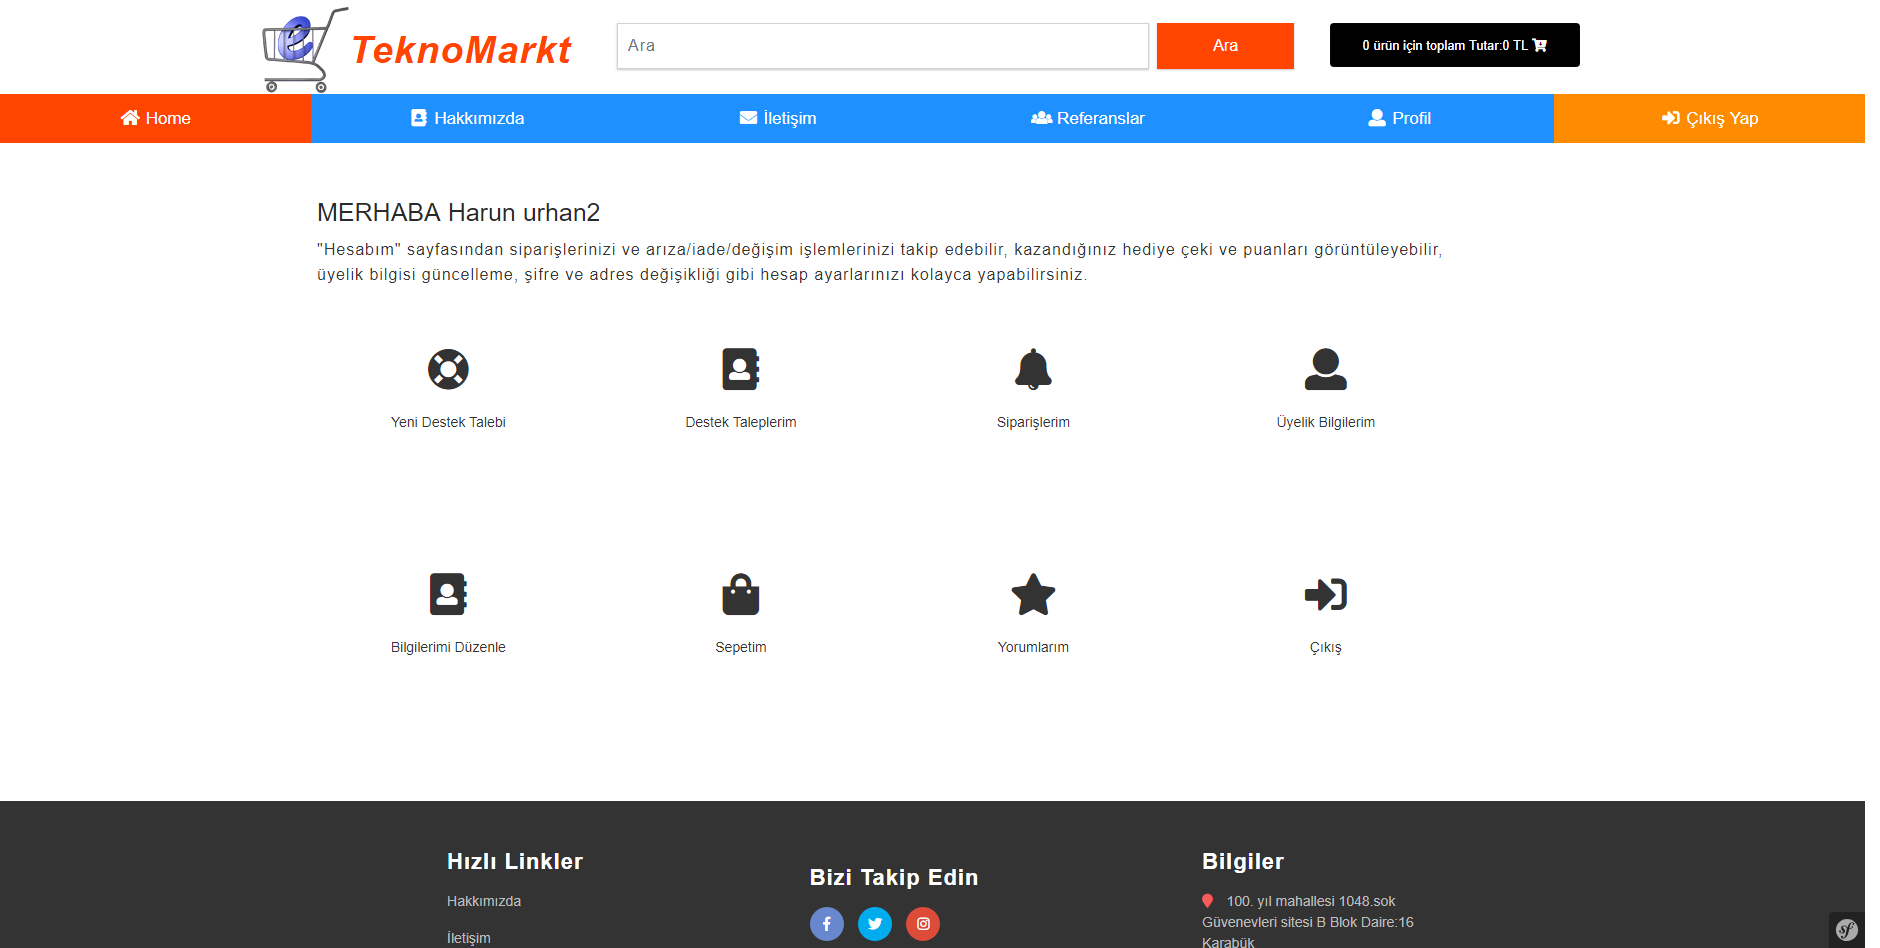 e TeknoMarkt
Ara
Ara
0 ürün için toplam Tutar:0 TL
Home
Hakkımızda
İletişim
Referanslar
Profil
Çıkış Yap
MERHABA Harun urhan2
"Hesabım" sayfasından siparişlerinizi ve arıza/iade/değişim işlemlerinizi takip edebilir, kazandığınız hediye çeki ve puanları görüntüleyebilir,
üyelik bilgisi güncelleme, şifre ve adres değişikliği gibi hesap ayarlarınızı kolayca yapabilirsiniz.
Yeni Destek Talebi
Destek Taleplerim
Siparişlerim
Üyelik Bilgilerim
Bilgilerimi Düzenle
Sepetim
Yorumlarım
Çıkış
Hızlı Linkler
Hakkımızda
İletişim
Bizi Takip Edin
Bilgiler
100. yıl mahallesi 1048.sok
Güvenevleri sitesi B Blok Daire:16
Karabük
sf